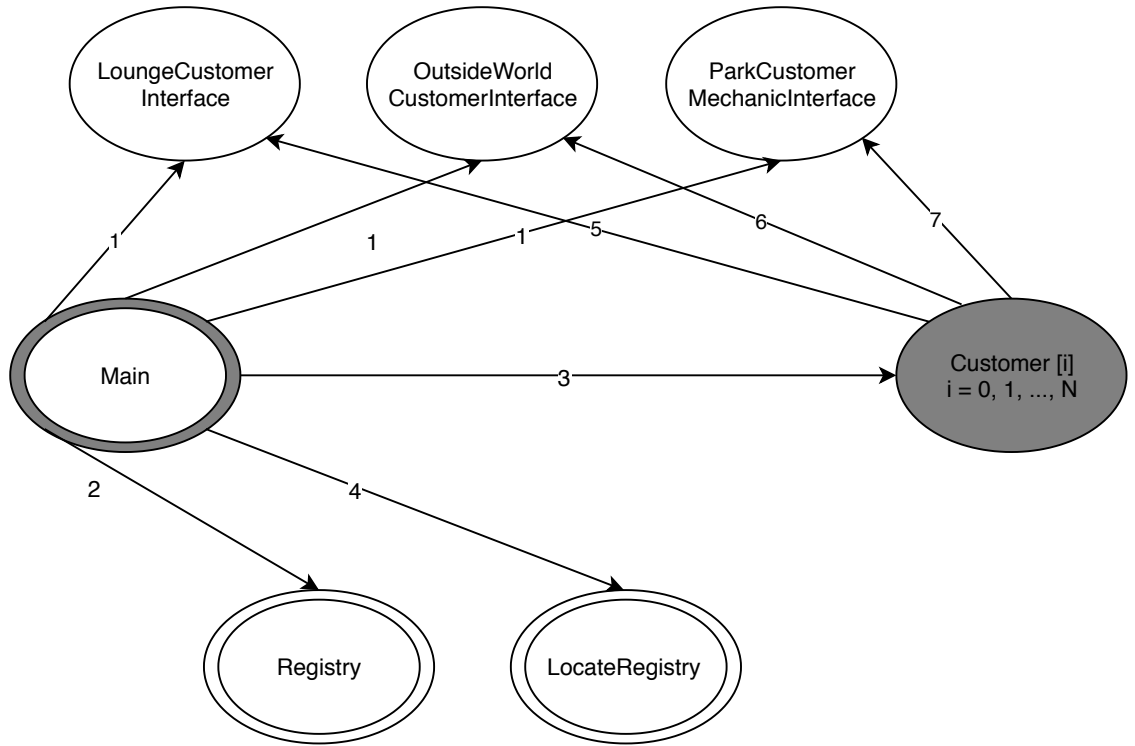 LoungeCustomer
Interface
OutsideWorld
CustomerInterface
ParkCustomer
MechanicInterface
1
1
1
5
6
7
Main
3
Customer [i]
i = 0, 1, ..., N
2
4
Registry
LocateRegistry